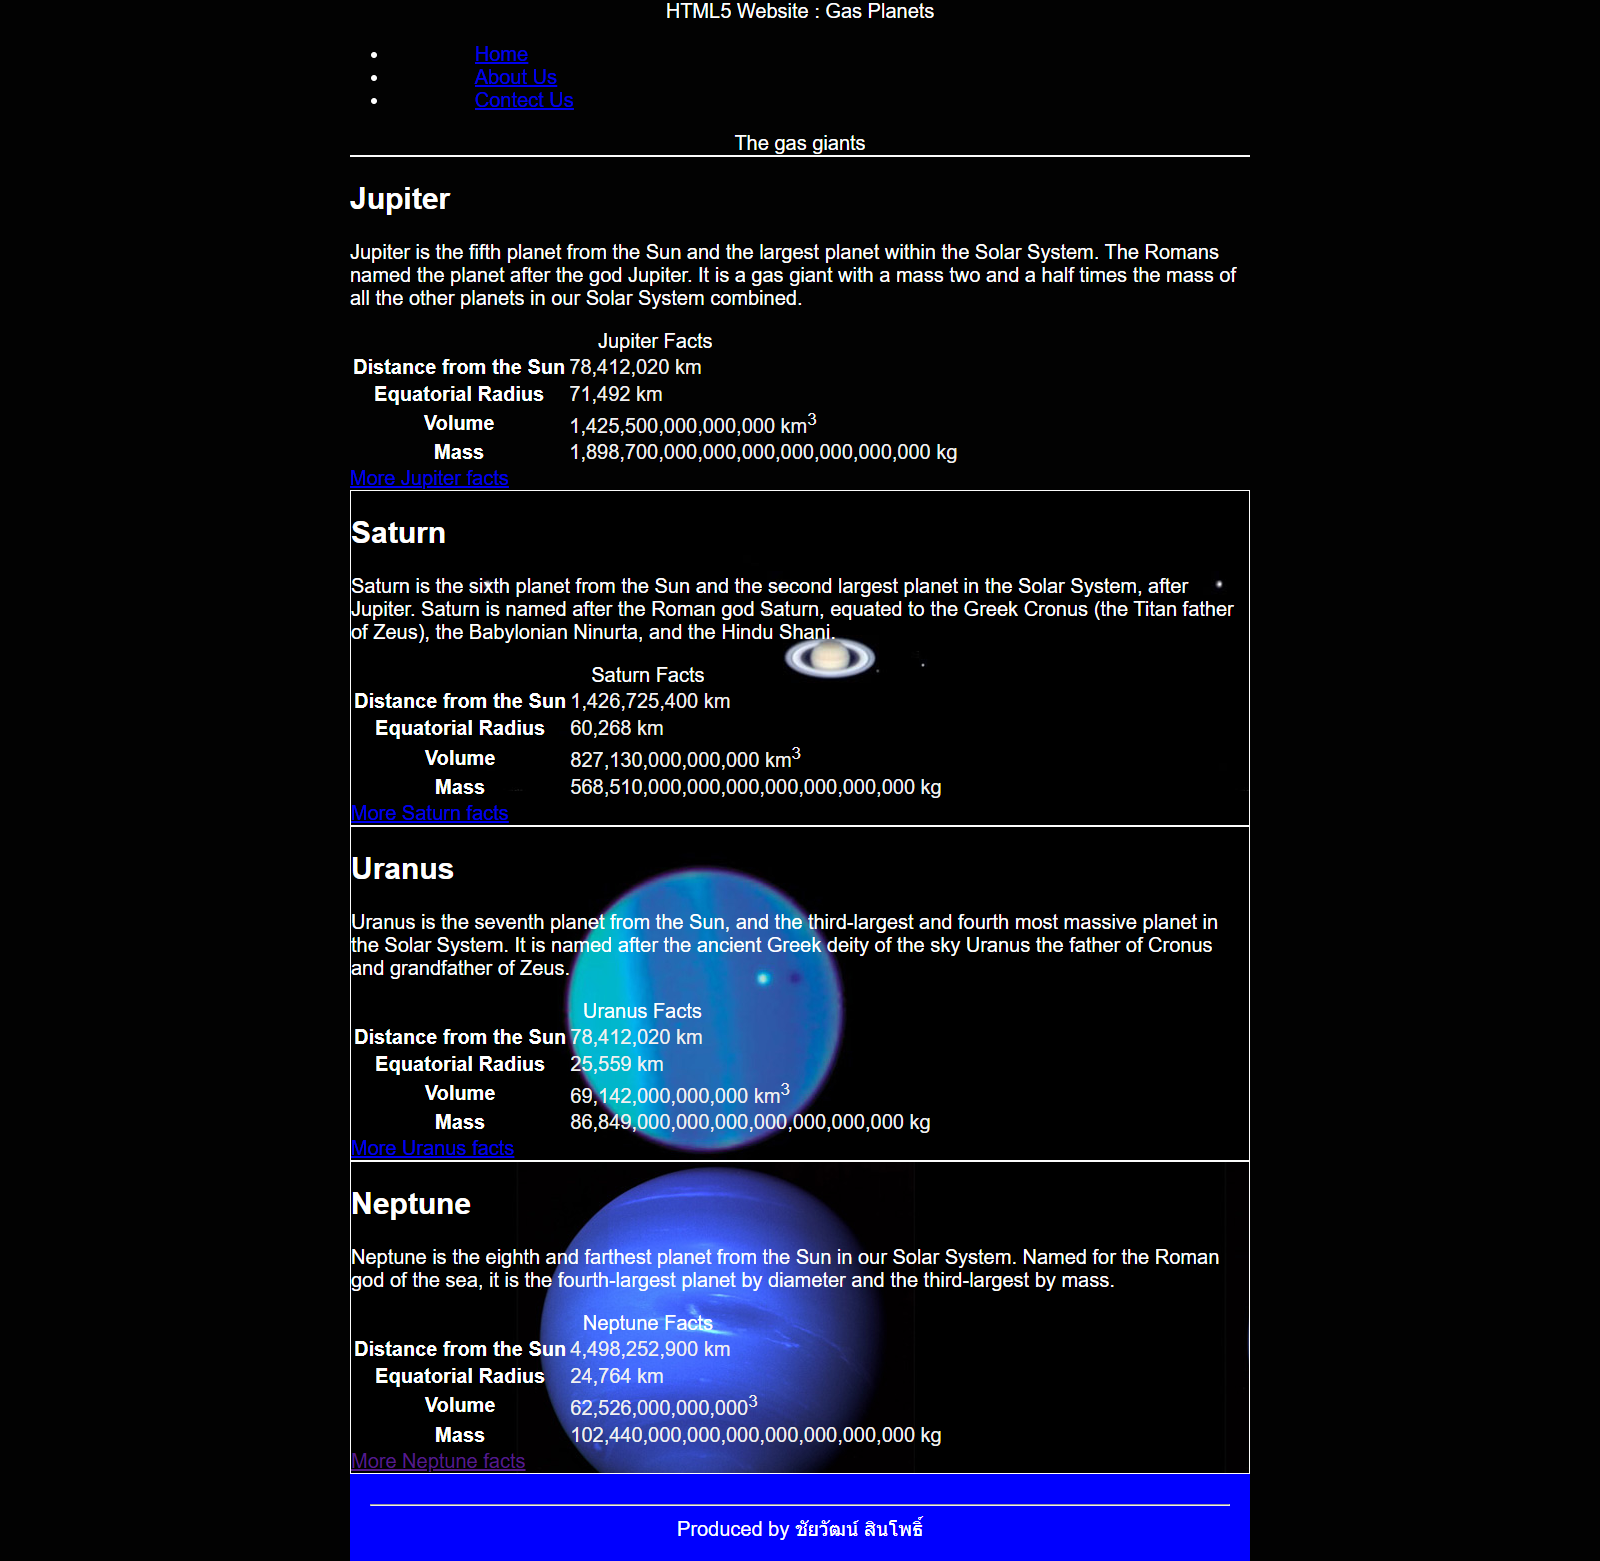 HTML5 Website : Gas Planets
Home
About Us
Contect Us
The gas giants
Jupiter
Jupiter is the fifth planet from the Sun and the largest planet within the Solar System. The Romans
named the planet after the god Jupiter. It is a gas giant with a mass two and a half times the mass of
all the other planets in our Solar System combined.
Jupiter Facts
Distance from the Sun 78,412,020 km
Equatorial Radius 71,492 km
Volume 1,425,500,000,000,000 km³
Mass 1,898,700,000,000,000,000,000,000,000 kg
More Jupiter facts
Saturn
Saturn is the sixth planet from the Sun and the second largest planet in the Solar System, after
Jupiter. Saturn is named after the Roman god Saturn, equated to the Greek Cronus (the Titan father
of Zeus), the Babylonian Ninurta, and the Hindu Shani.
Saturn Facts
Distance from the Sun 1,426,725,400 km
Equatorial Radius 60,268 km
Volume 827,130,000,000,000 km³
Mass 568,510,000,000,000,000,000,000,000 kg
More Saturn facts
Uranus
Uranus is the seventh planet from the Sun, and the third-largest and fourth most massive planet in
the Solar System. It is named after the ancient Greek deity of the sky Uranus the father of Cronus
and grandfather of Zeus.
Uranus Facts
Distance from the Sun 78,412,020 km
Equatorial Radius 25,559 km
Volume 69,142,000,000,000 km³
Mass 86,849,000,000,000,000,000,000,000 kg
More Uranus facts
Neptune
Neptune is the eighth and farthest planet from the Sun in our Solar System. Named for the Roman
god of the sea, it is the fourth-largest planet by diameter and the third-largest by mass.
Neptune Facts
Distance from the Sun 4,498,252,900 km
Equatorial Radius 24,764 km
Volume 62,526,000,000,000³
Mass 102,440,000,000,000,000,000,000,000 kg
More Neptune facts
Produced by ชัยวัฒน์ สินโพธิ์